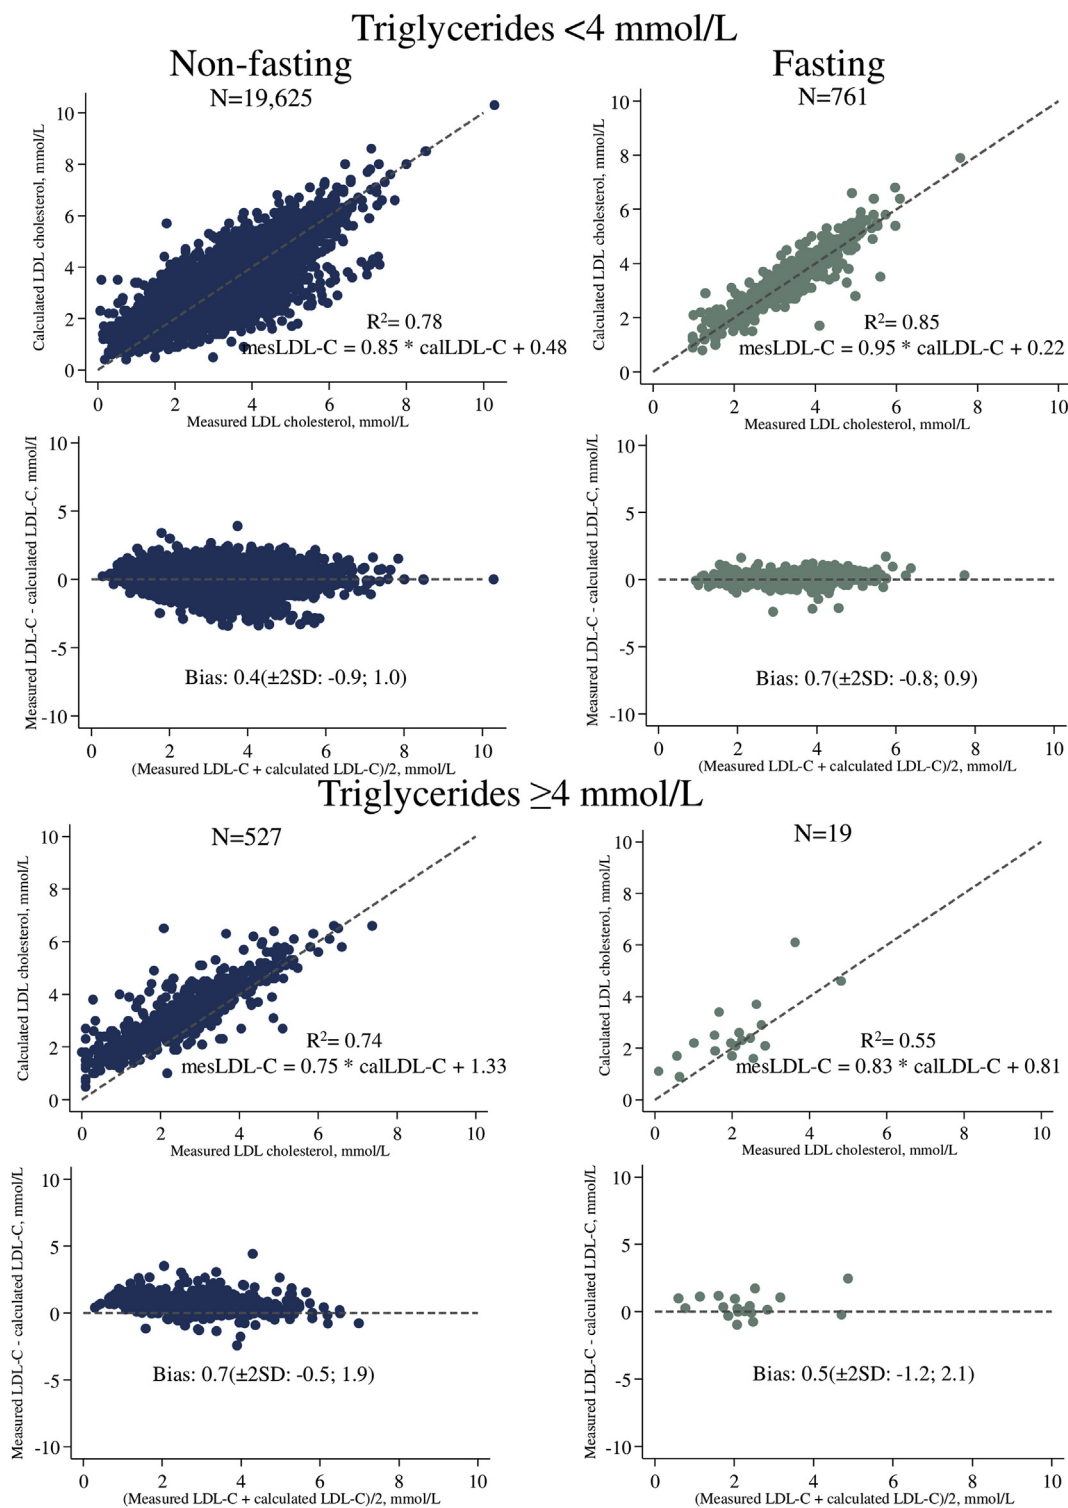 Triglycerides <4 mmol/L
Non-fasting
Fasting
N=19,625
Calculated LDL cholesterol, mmol/L
10
8
6
4
2
0
R²= 0.78
mesLDL-C = 0.85 * calLDL-C + 0.48
0 2 4 6 8 10
Measured LDL cholesterol, mmol/L
N=761
Calculated LDL cholesterol, mmol/L
10
8
6
4
2
0
R²= 0.85
mesLDL-C = 0.95 * calLDL-C + 0.22
0 2 4 6 8 10
Measured LDL cholesterol, mmol/L
Measured LDL-C - calculated LDL-C, mmol/l
10
5
0
-5
-10
Bias: 0.4(±2SD: -0.9; 1.0)
0 2 4 6 8 10
(Measured LDL-C + calculated LDL-C)/2, mmol/L
Measured LDL-C - calculated LDL-C, mmol/L
10
5
0
-5
-10
Bias: 0.7(±2SD: -0.8; 0.9)
0 2 4 6 8 10
(Measured LDL-C + calculated LDL-C)/2, mmol/L
Triglycerides ≥4 mmol/L
N=527
Calculated LDL cholesterol, mmol/L
10
8
6
4
2
0
R²= 0.74
mesLDL-C = 0.75 * calLDL-C + 1.33
0 2 4 6 8 10
Measured LDL cholesterol, mmol/L
N=19
Calculated LDL cholesterol, mmol/L
10
8
6
4
2
0
R²= 0.55
mesLDL-C = 0.83 * calLDL-C + 0.81
0 2 4 6 8 10
Measured LDL cholesterol, mmol/L
Measured LDL-C - calculated LDL-C, mmol/L
10
5
0
-5
-10
Bias: 0.7(±2SD: -0.5; 1.9)
0 2 4 6 8 10
(Measured LDL-C + calculated LDL-C)/2, mmol/L
Measured LDL-C - calculated LDL-C, mmol/L
10
5
0
-5
-10
Bias: 0.5(±2SD: -1.2; 2.1)
0 2 4 6 8 10
(Measured LDL-C + calculated LDL-C)/2, mmol/L